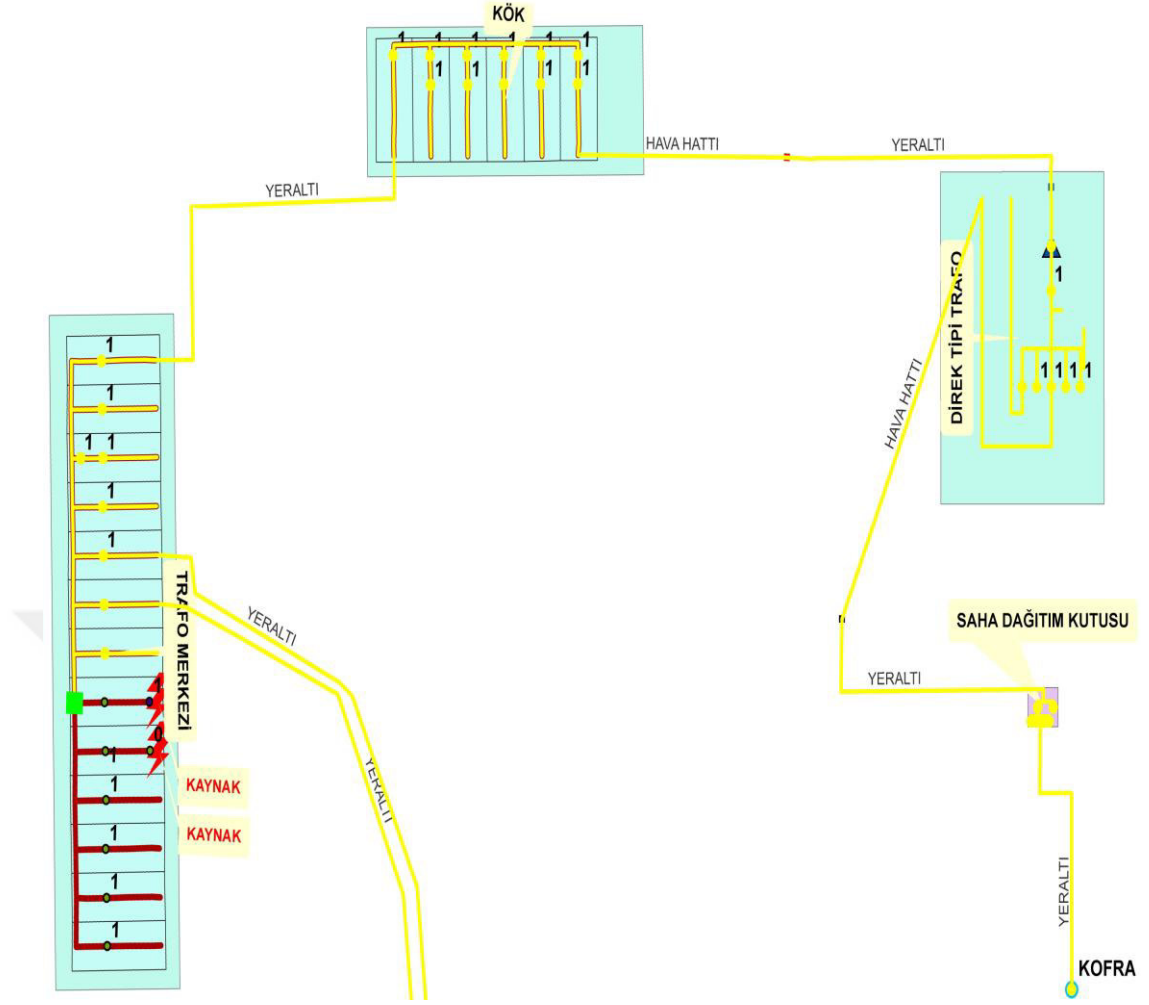 KÖK
1 1 1 1 1 1
1 1 1 1
HAVA HATTI
YERALTI
YERALTI
DİREK TİPİ TRAFO
1
1 1 1 1
HAVA HATTI
1
1
1 1
1
1
YERALTI
TRAFO MERKEZİ
SAHA DAĞITIM KUTUSU
YERALTI
1
0
1
YERALTI
KAYNAK
1
KAYNAK
1
1
1
YERALTI
KOFRA